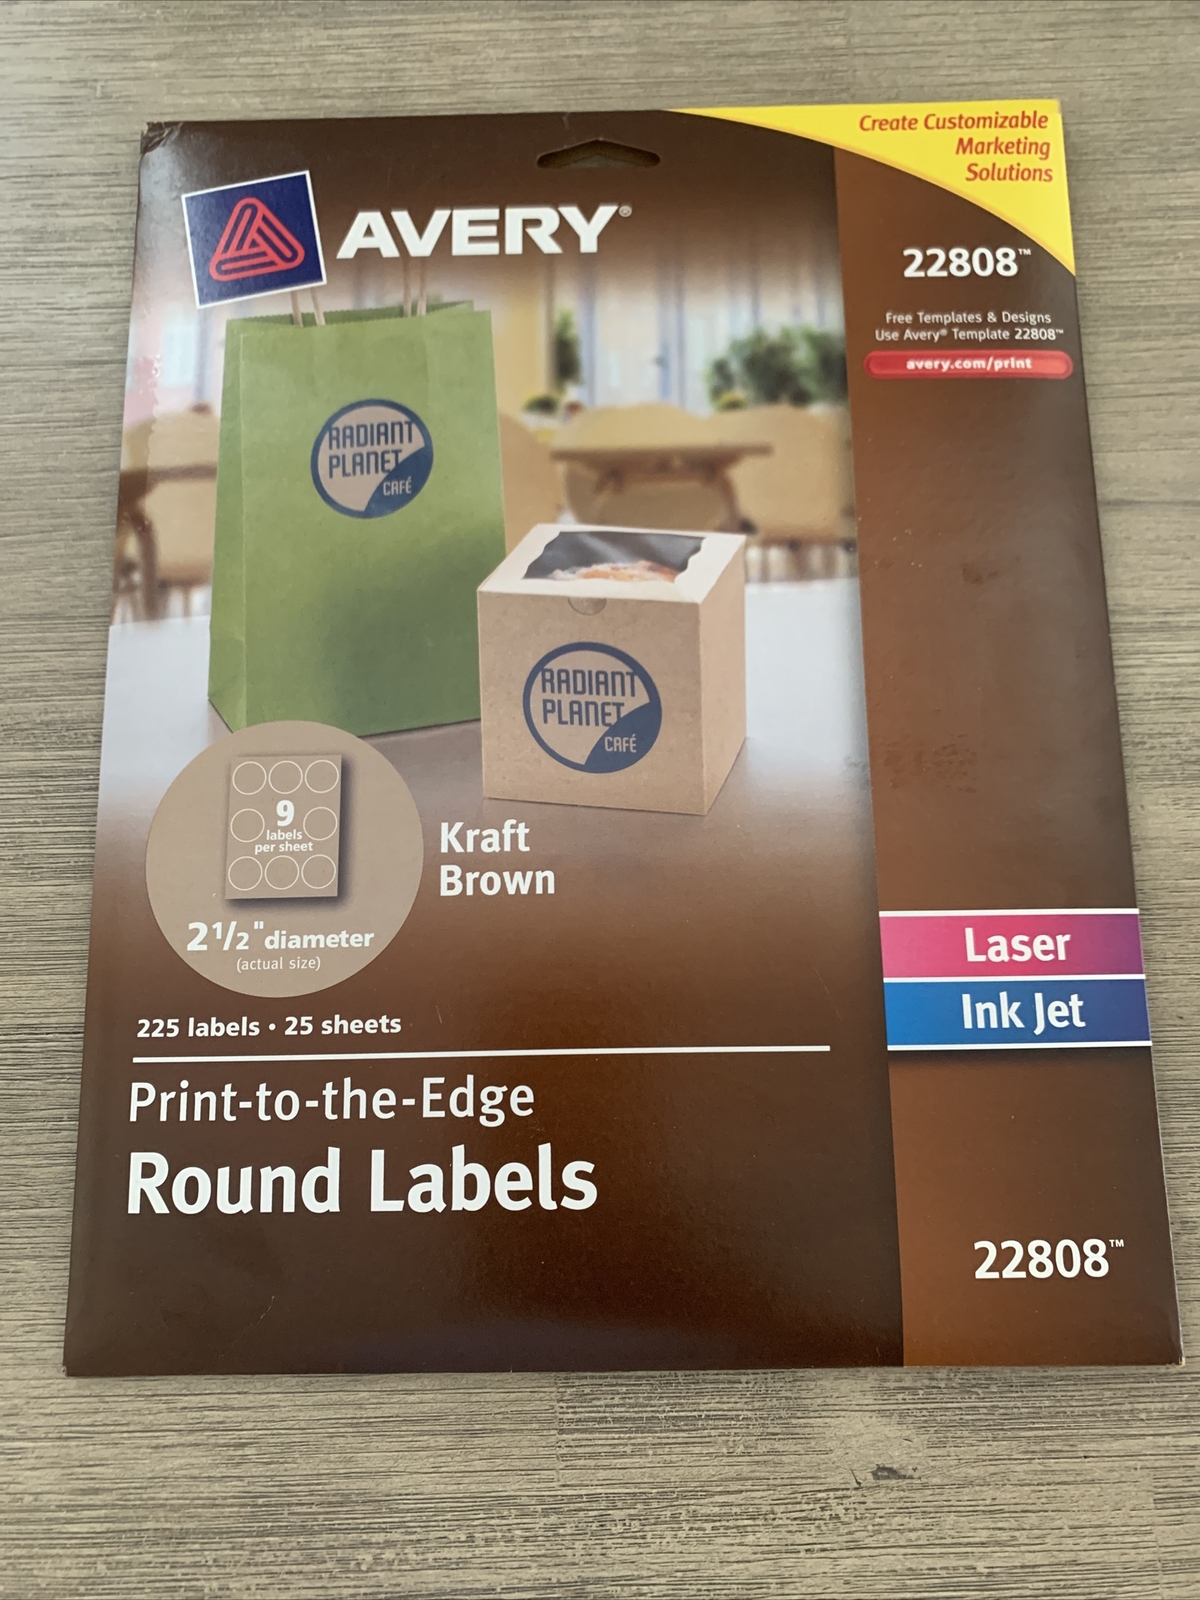 Create Customizable
Marketing
Solutions
AVERY®
22808™
Free Templates & Designs
Use Avery® Template 22808™
avery.com/print
RADIANT
PLANET
CAFÉ
RADIANT
PLANET
CAFÉ
9
labels
per sheet
Kraft
Brown
2 1/2" diameter
(actual size)
Laser
Ink Jet
225 labels • 25 sheets
Print-to-the-Edge
Round Labels
22808™